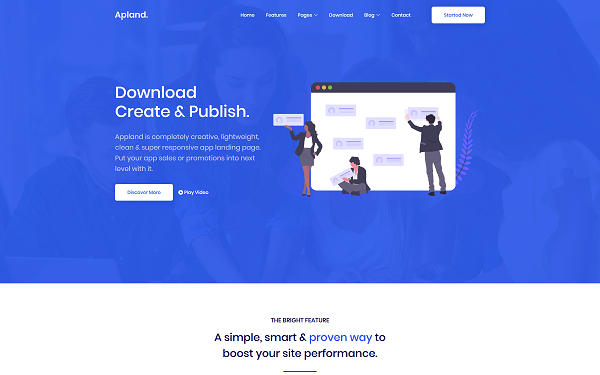 Apland.
Home Features Pages Download Blog Contact Started Now
Download
Create & Publish.
Appland is completely creative, lightweight,
clean & super responsive app landing page.
Put your app sales or promotions into next
level with it.
Discover More Play Video
THE BRIGHT FEATURE
A simple, smart & proven way to
boost your site performance.